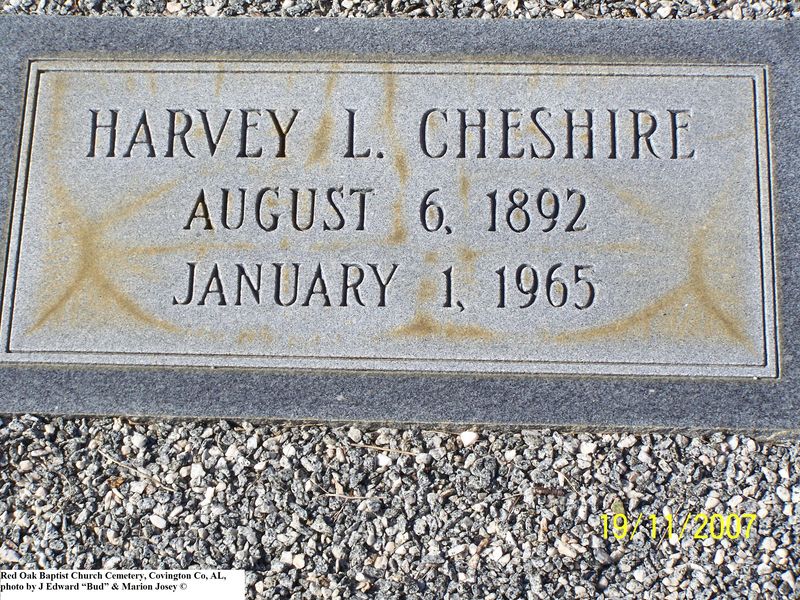 HARVEY L. CHESHIRE
AUGUST 6, 1892
JANUARY 1, 1965
19/11/2007
Red Oak Baptist Church Cemetery, Covington Co, AL,
photo by J Edward “Bud” & Marion Josey ©